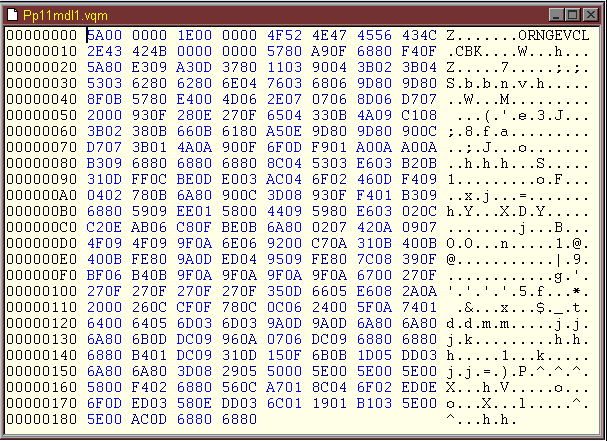 Pp11mdl1.vqm
00000000 5A00 0000 1E00 0000 4F52 4E47 4556 434C Z.......ORNGEVCL
00000010 2E43 424B 0000 0000 5780 A90F 6880 F40F .CBK....W...h...
00000020 5A80 E309 A30D 3780 1103 9004 3B02 3B04 Z.....7.....;.;.
00000030 5303 6280 6280 6E04 7603 6806 9D80 9D80 S.b.b.n.v.h.....
00000040 8F0B 5780 E400 4D06 2E07 0706 8D06 D707
00000050 2000 930F 280E 270F 6504 330B 4A09 C108
00000060 3B02 380B 660B 6180 A50E 9D80 9D80 900C
00000070 D707 3B01 4A0A 900F 6F0D F901 A00A A00A
00000080 B309 6880 6880 6880 8C04 5303 E603 B20B
00000090 310D FF0C BE0D DE03 AC04 6F02 460D F409
000000A0 0402 780B 6A80 900C 3D08 930F F401 B309
000000B0 6880 5909 EE01 5800 4409 5980 E603 020C
000000C0 CC0E AB06 C80F BE0B 6A80 0207 420A 0907
000000D0 4F09 4F09 9F0A 6E06 9200 C70A 310B 400B
000000E0 400B FE80 9A0D ED04 9509 FE80 7C08 390F
000000F0 BF06 B40B 9F0A 9F0A 9F0A 9F0A 6700 270F
00000100 270F 270F 270F 270F 350D 6605 E608 2A0A
00000110 2000 260C CF0F 780C 0C06 2400 5F0A 7401
00000120 6400 6405 6D03 6D03 9A0D 9A0D 6A80 6A80
00000130 6A80 6B0D DC09 960A 0706 DC09 6880 6880
00000140 6880 B401 DC09 310D 150F 6B0B 1D05 DD03
00000150 6A80 6A80 3D08 2905 5000 5E00 5E00 5E00
00000160 5800 F402 6880 560C A701 8C04 6F02 ED0E
00000170 6F0D ED03 580E DD03 6C01 1901 B103 5E00
00000180 5E00 AC0D 6880 6880